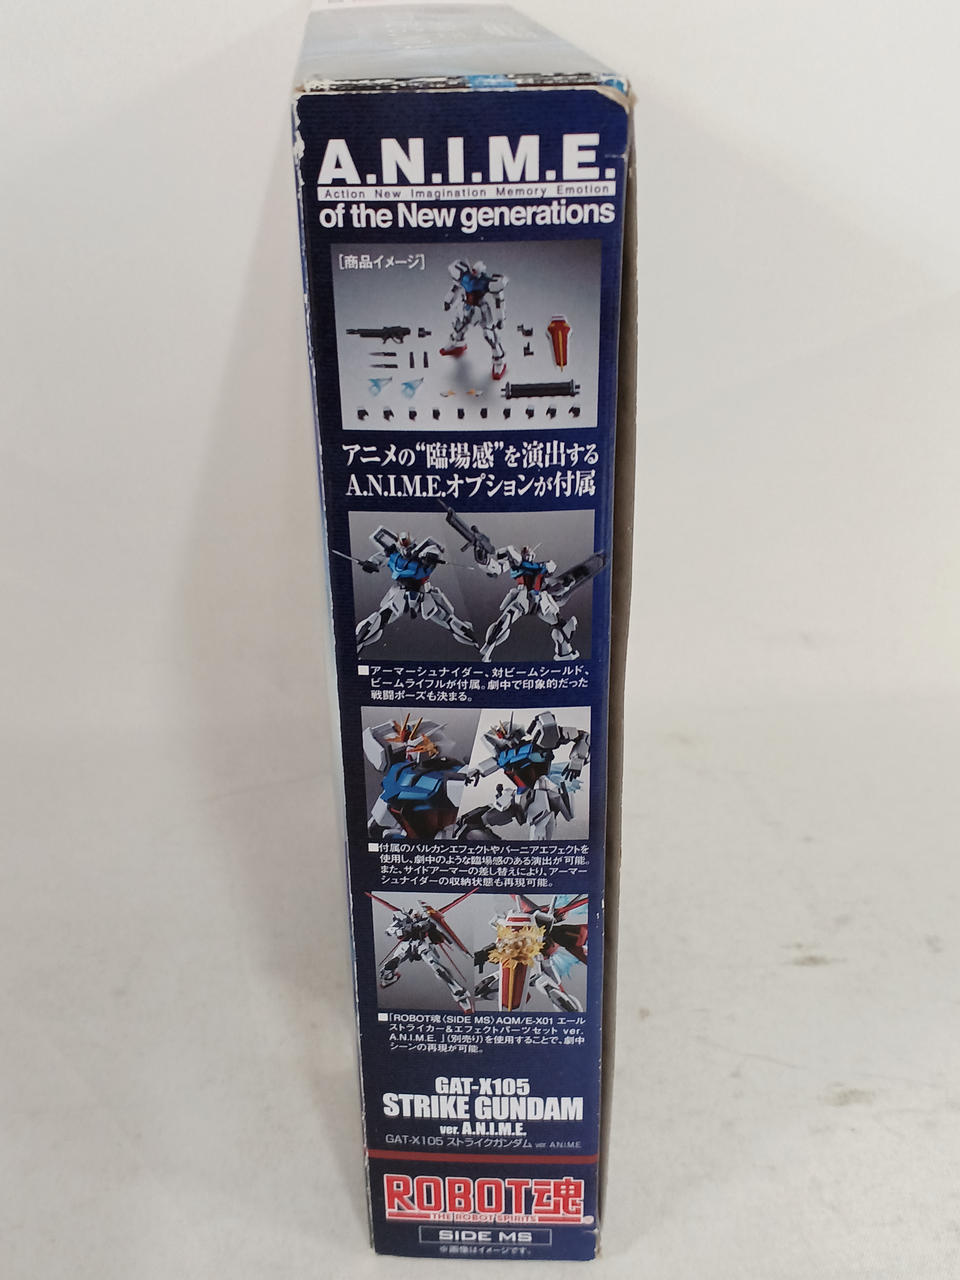 A.N.I.M.E.
Action New Imagination Memory Emotion
of the New generations
[商品イメージ]
アニメの“臨場感”を演出する
A.N.I.M.E.オプションが付属
■アーマーシュナイダー、対ビームシールド、
ビームライフルが付属。劇中で印象的だった
戦闘ポーズも決まる。
■付属のバルカンエフェクトやバーニアエフェクトを
使用し、劇中のような臨場感のある演出が可能。
また、サイドアーマーの差し替えにより、アーマー
シュナイダーの収納状態も再現可能。
■「ROBOT魂〈SIDE MS〉AQM/E-X01 エール
ストライカー&エフェクトパーツセット ver.
A.N.I.M.E.」(別売り)を使用することで、劇中
シーンの再現が可能。
GAT-X105
STRIKE GUNDAM
ver. A.N.I.M.E.
GAT-X105 ストライクガンダム ver. A.N.I.M.E.
ROBOT魂
THE ROBOT SPIRITS
SIDE MS